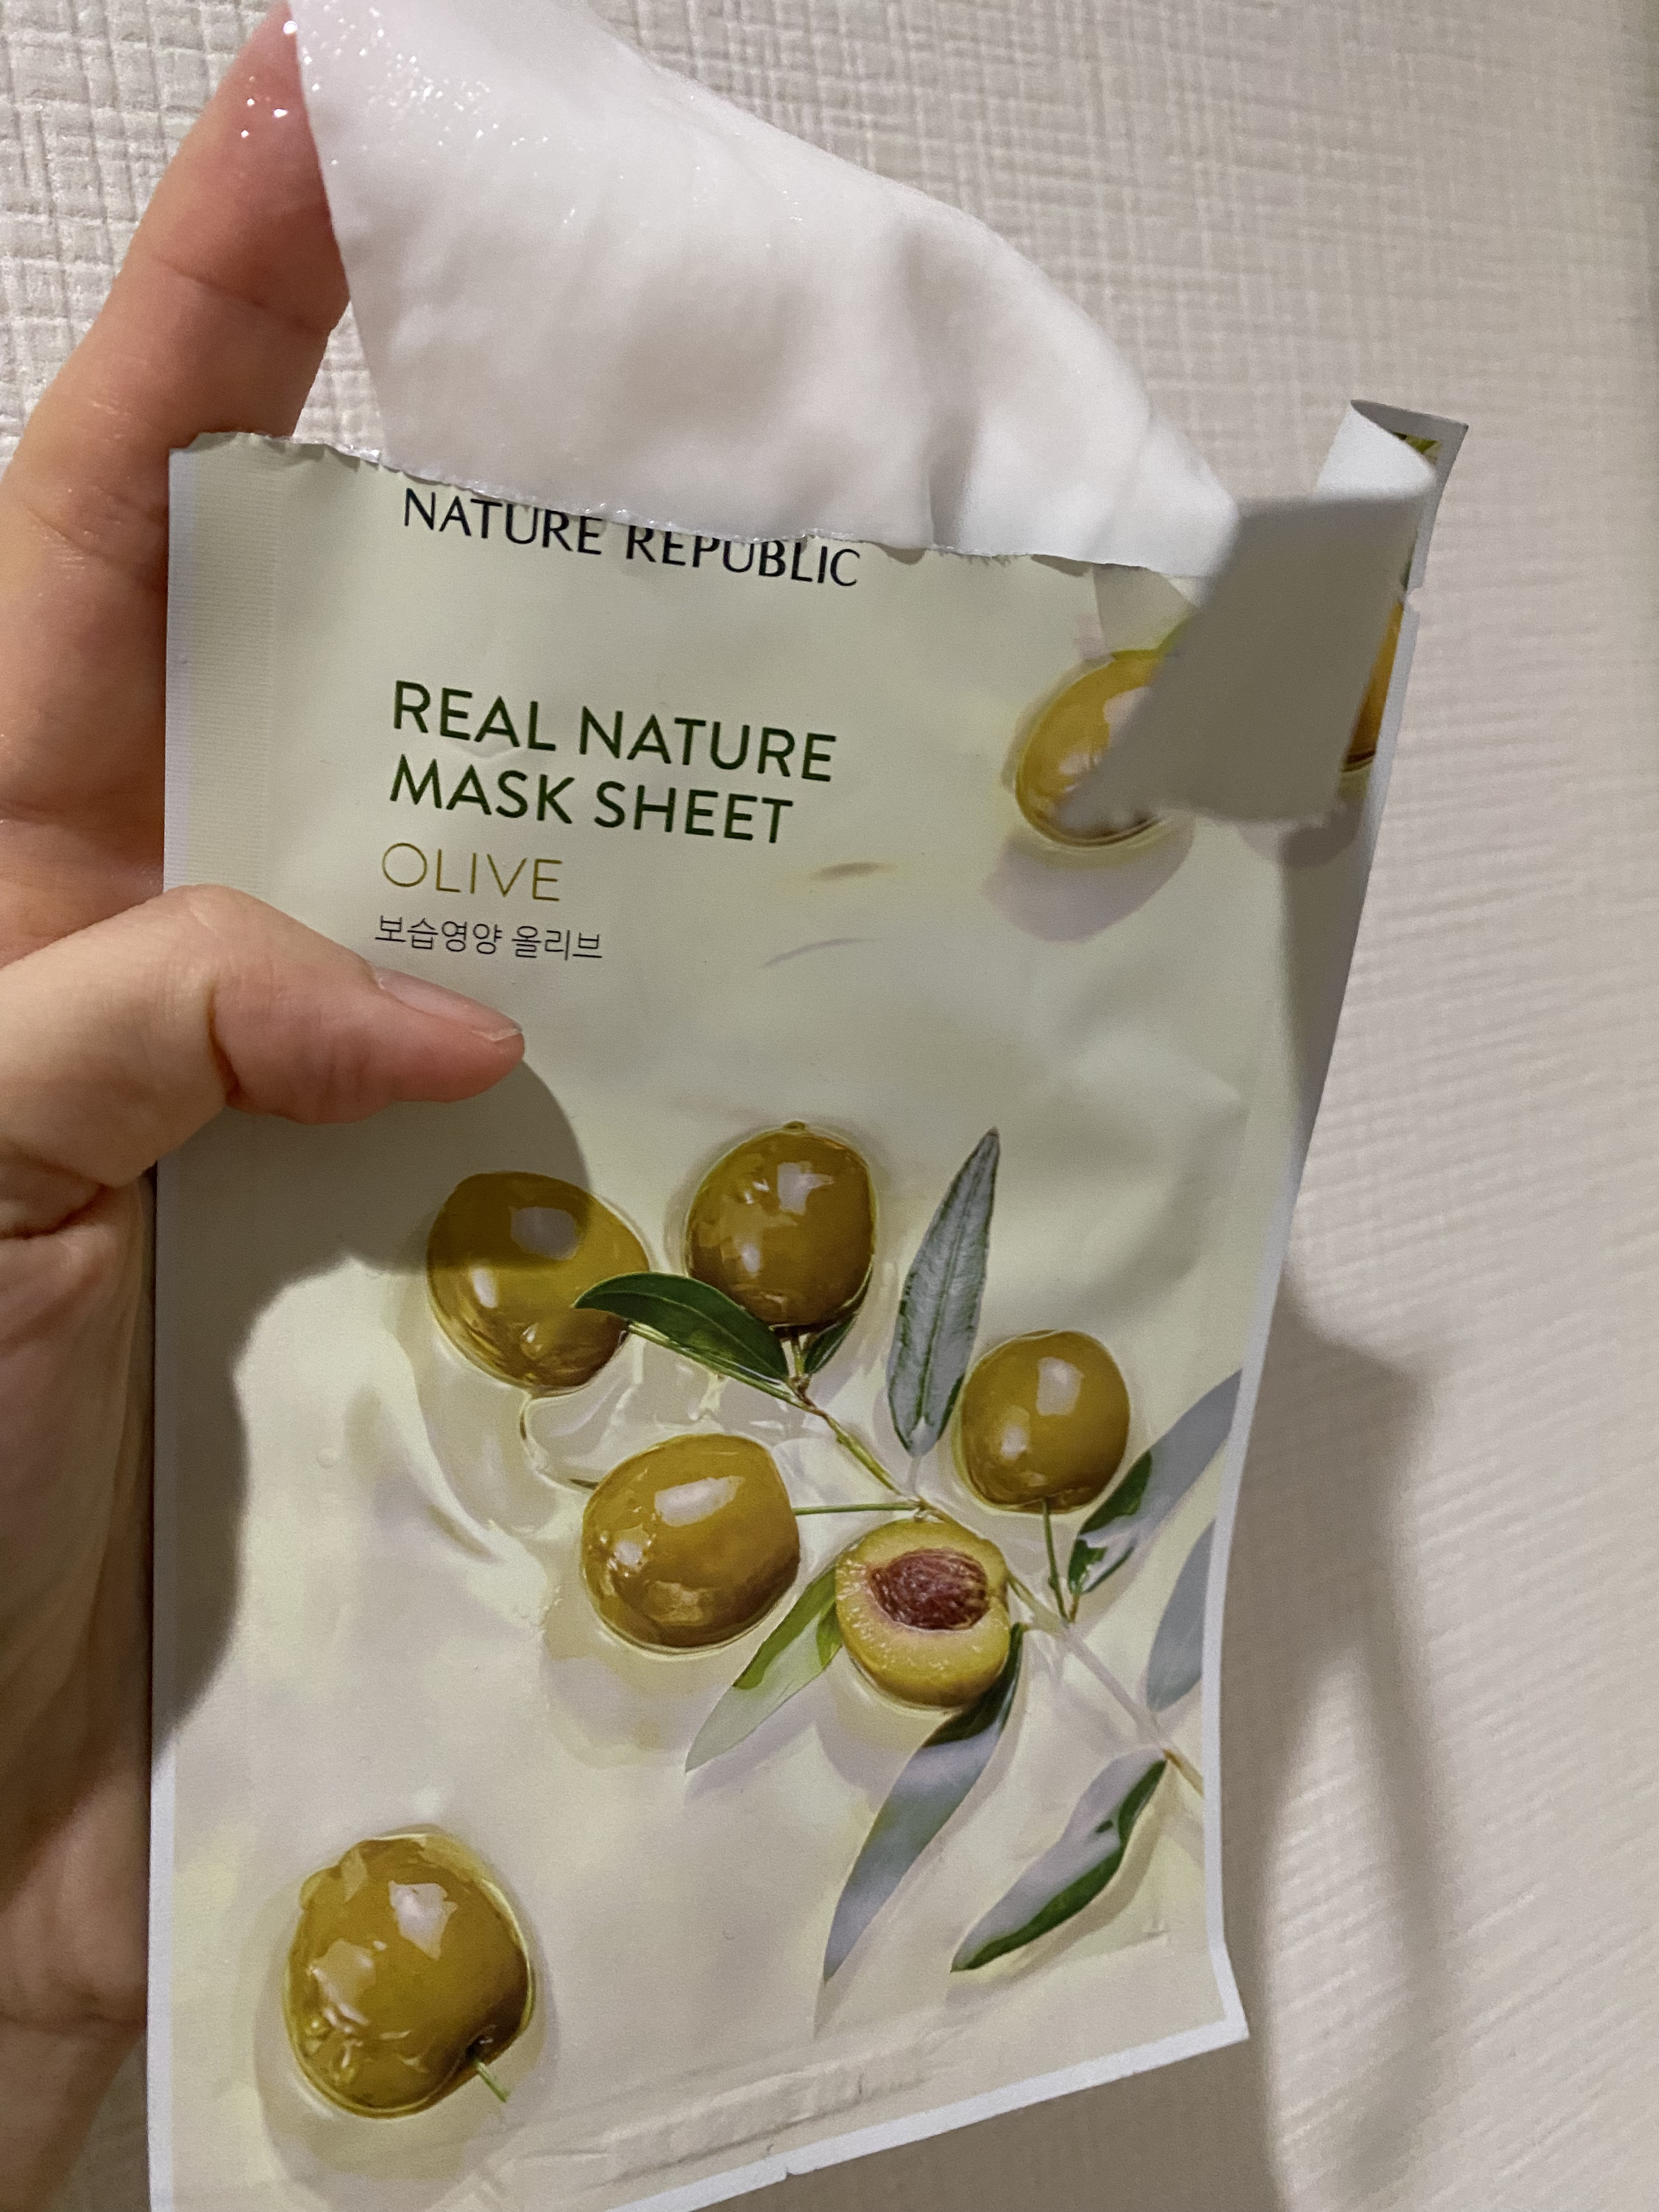 NATURE REPUBLIC
REAL NATURE
MASK SHEET
OLIVE
보습영양 올리브